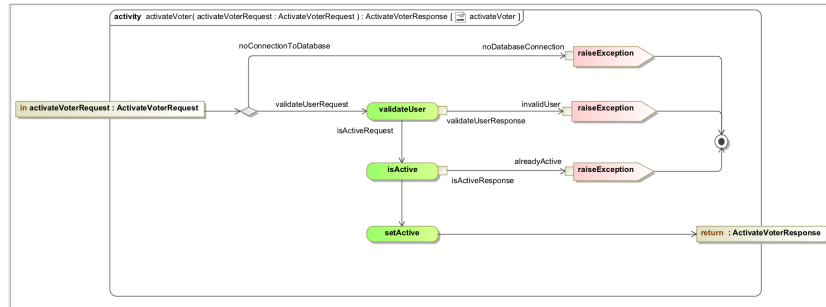 activity activateVoter( activateVoterRequest : ActivateVoterRequest ) : ActivateVoterResponse [ activateVoter ]
noConnectionToDatabase
noDatabaseConnection
raiseException
in activateVoterRequest : ActivateVoterRequest
validateUserRequest
validateUser
invalidUser
raiseException
validateUserResponse
isActiveRequest
isActive
alreadyActive
raiseException
isActiveResponse
setActive
return : ActivateVoterResponse